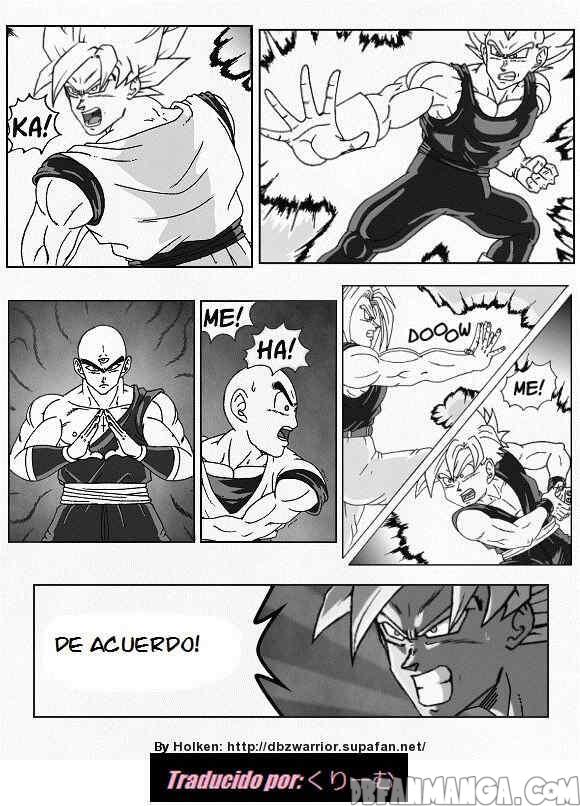 KA!
ME!
HA!
DOOOW
ME!
DE ACUERDO!
By Holken: http://dbzwarrior.supafan.net/
Traducido por:くりーむ
DBFANMANGA.COM